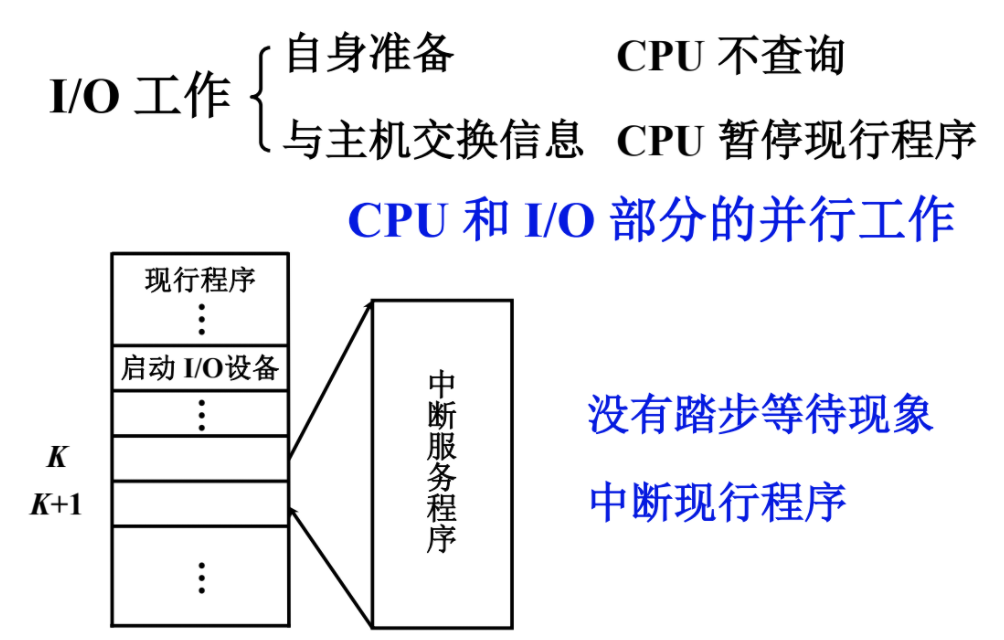 I/O 工作
自身准备 CPU 不查询
与主机交换信息 CPU 暂停现行程序
CPU 和 I/O 部分的并行工作
现行程序
⋮
启动 I/O设备
⋮
K
K+1
⋮
中断服务程序
没有踏步等待现象
中断现行程序